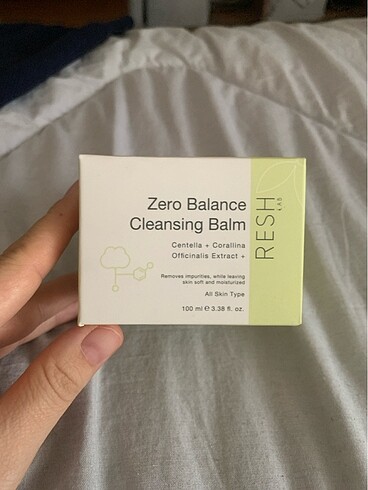 Zero Balance
Cleansing Balm
Centella + Corallina
Officinalis Extract +
Removes impurities, while leaving
skin soft and moisturized
All Skin Type
100 ml ℮ 3.38 fl. oz.
RESH
LAB